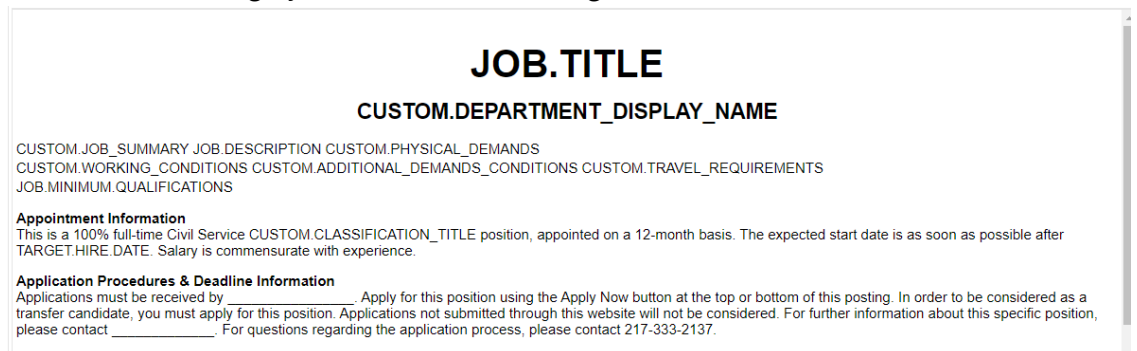 JOB.TITLE
CUSTOM.DEPARTMENT_DISPLAY_NAME
CUSTOM.JOB_SUMMARY JOB.DESCRIPTION CUSTOM.PHYSICAL_DEMANDS
CUSTOM.WORKING_CONDITIONS CUSTOM.ADDITIONAL_DEMANDS_CONDITIONS CUSTOM.TRAVEL_REQUIREMENTS
JOB.MINIMUM.QUALIFICATIONS
Appointment Information
This is a 100% full-time Civil Service CUSTOM.CLASSIFICATION_TITLE position, appointed on a 12-month basis. The expected start date is as soon as possible after
TARGET.HIRE.DATE. Salary is commensurate with experience.
Application Procedures & Deadline Information
Applications must be received by ________________. Apply for this position using the Apply Now button at the top or bottom of this posting. In order to be considered as a
transfer candidate, you must apply for this position. Applications not submitted through this website will not be considered. For further information about this specific position,
please contact _____________. For questions regarding the application process, please contact 217-333-2137.